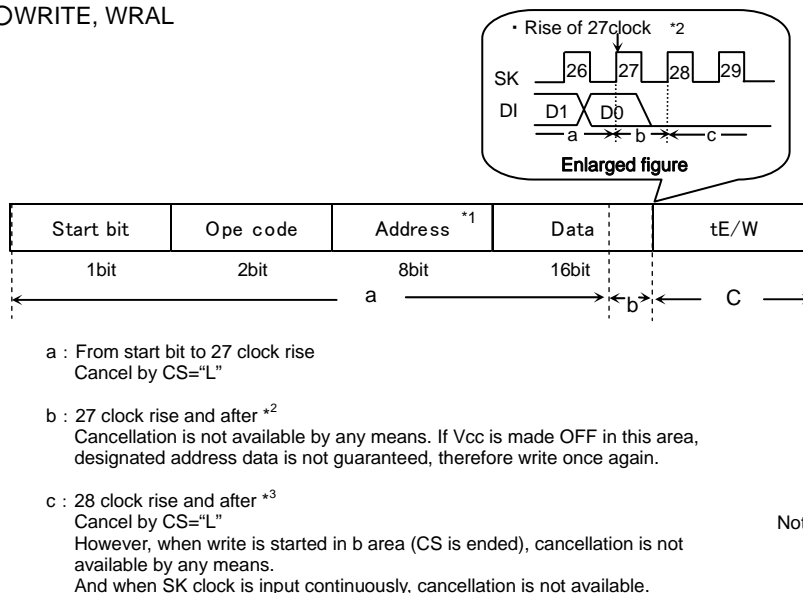 ○WRITE, WRAL
・ Rise of 27clock *2
SK 26 27 28 29
DI D1 D0
a b c
Enlarged figure
Start bit Ope code Address *1 Data tE/W
1bit 2bit 8bit 16bit
a b C
a：From start bit to 27 clock rise
Cancel by CS=“L”
b：27 clock rise and after *2
Cancellation is not available by any means. If Vcc is made OFF in this area,
designated address data is not guaranteed, therefore write once again.
c：28 clock rise and after *3
Cancel by CS=“L”
Not
However, when write is started in b area (CS is ended), cancellation is not
available by any means.
And when SK clock is input continuously, cancellation is not available.